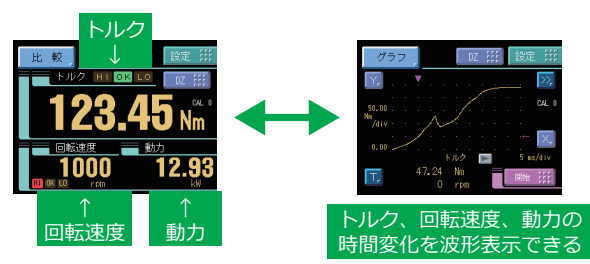 トルク
↓
比 較
設定
トルク HI OK LO
DZ
123.45 Nm
CAL 0
回転速度
動力
1000
12.93
HI OK LO
rpm
kW
↑
回転速度
↑
動力
グラフ
DZ
設定
Y
CAL 0
50.00
Nm
/div
0.00
X
トルク
5 ms/div
T
47.24 Nm
0 rpm
開始
トルク、回転速度、動力の
時間変化を波形表示できる